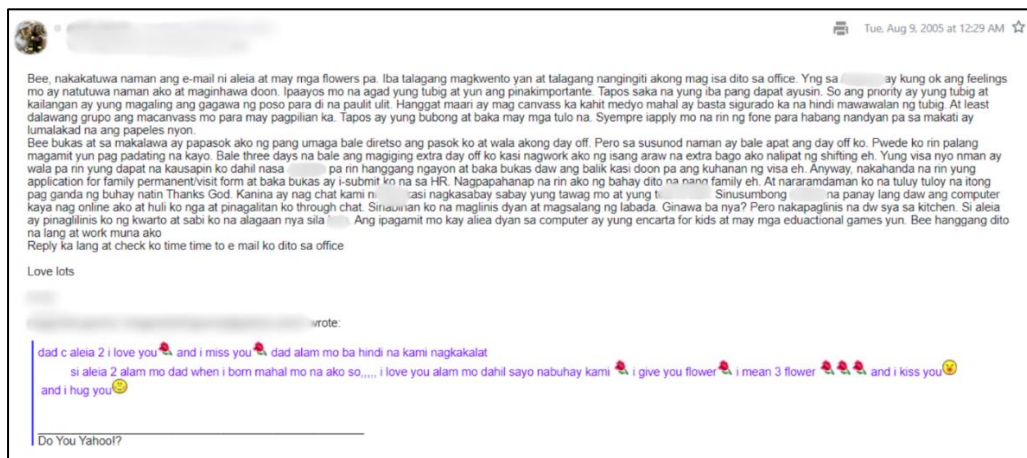 Tue, Aug 9, 2005 at 12:29 AM
Bee, nakakatuwa naman ang e-mail ni aleia at may mga flowers pa. Iba talagang magkwento yan at talagang nangingiti akong mag isa dito sa office. Yng sa ay kung ok ang feelings
mo ay natutuwa naman ako at maginhawa doon. Ipaayos mo na agad yung tubig at yun ang pinakimportante. Tapos saka na yung iba pang dapat ayusin. So ang priority ay yung tubig at
kailangan ay yung magaling ang gagawa ng poso para di na paulit ulit. Hanggat maari ay mag canvass ka kahit medyo mahal ay basta sigurado ka na hindi mawawalan ng tubig. At least
dalawang grupo ang macanvass mo para may pagpilian ka. Tapos ay yung bubong at baka may mga tulo na. Syempre iapply mo na rin ng fone para habang nandyan pa sa makati ay
lumalakad na ang papeles nyon.
Bee bukas at sa makalawa ay papasok ako ng pang umaga bale diretso ang pasok ko at wala akong day off. Pero sa susunod naman ay bale apat ang day off ko. Pwede ko rin palang
magamit yun pag padating na kayo. Bale three days na bale ang magiging extra day off ko kasi nagwork ako ng isang araw na extra bago ako nalipat ng shifting eh. Yung visa nyo nman ay
wala pa rin yung dapat na kausapin ko dahil nasa pa rin hanggang ngayon at baka bukas daw ang balik kasi doon pa ang kuhanan ng visa eh. Anyway, nakahanda na rin yung
application for family permanent/visit form at baka bukas ay i-submit ko na sa HR. Nagpapahanap na rin ako ng bahay dito na pang family eh. At nararamdaman ko na tuluy tuloy na itong
pag ganda ng buhay natin Thanks God. Kanina ay nag chat kami ni kasi nagkasabay sabay yung tawag mo at yung Sinusumbong na panay lang daw ang computer
kaya nag online ako at huli ko nga at pinagalitan ko through chat. Sinabihan ko na maglinis dyan at magsalang ng labada. Ginawa ba nya? Pero nakapaglinis na dw sya sa kitchen. Si aleia
ay pinaglilinis ko ng kwarto at sabi ko na alagaan nya sila Ang ipagamit mo kay aliea dyan sa computer ay yung encarta for kids at may mga eduactional games yun. Bee hanggang dito
na lang at work muna ako
Reply ka lang at check ko time time to e mail ko dito sa office
Love lots
wrote:
dad c aleia 2 i love you and i miss you dad alam mo ba hindi na kami nagkakalat
si aleia 2 alam mo dad when i born mahal mo na ako so,,,,, i love you alam mo dahil sayo nabuhay kami i give you flower i mean 3 flower and i kiss you
and i hug you
Do You Yahoo!?